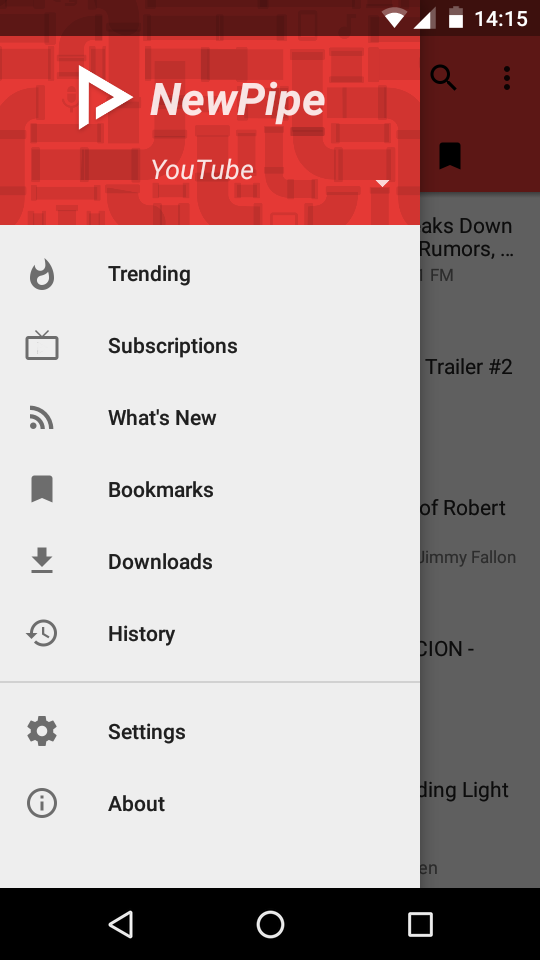 14:15
NewPipe
YouTube
Trending
Subscriptions
What's New
Bookmarks
Downloads
History
Settings
About
aks Down
Rumors, ...
FM
Trailer #2
of Robert
Jimmy Fallon
CION -
ding Light
en